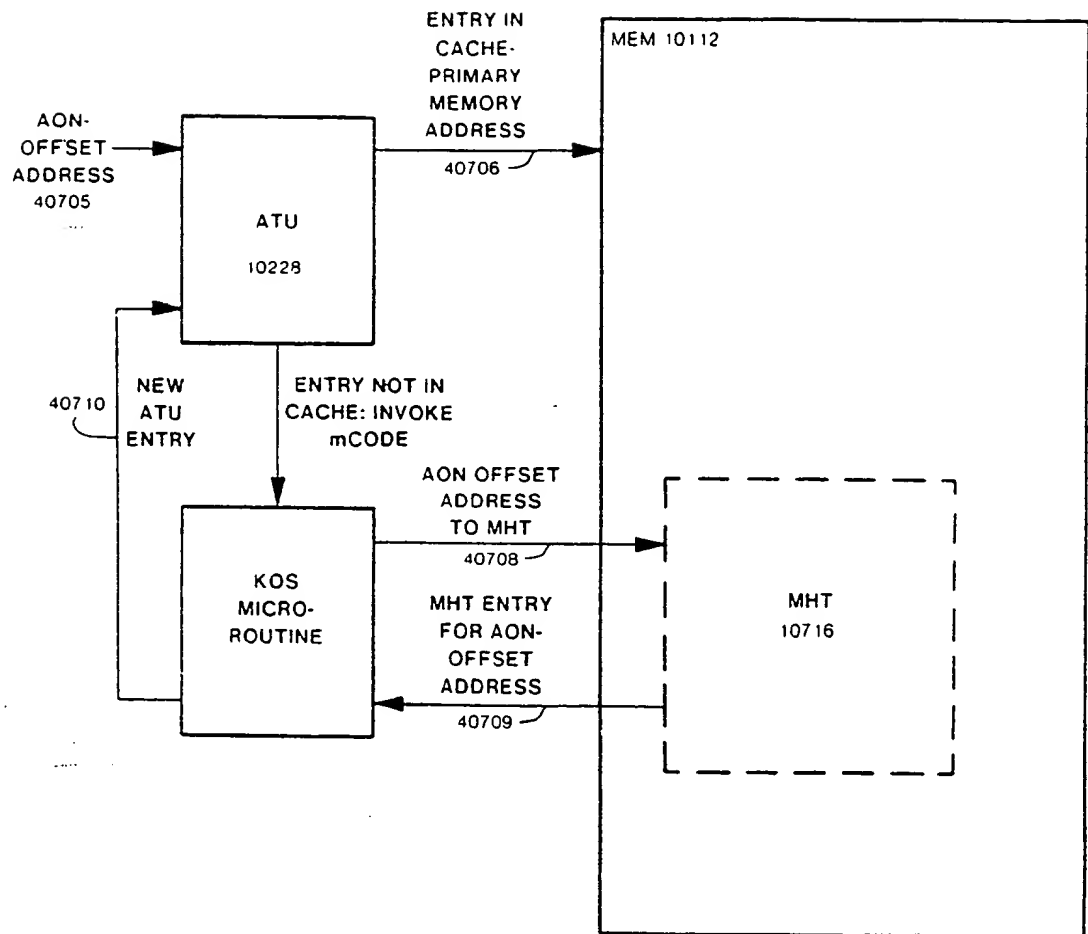 ENTRY IN
CACHE-
PRIMARY
MEMORY
ADDRESS
40706
MEM 10112
AON-
OFFSET
ADDRESS
40705
ATU
10228
40710
NEW
ATU
ENTRY
ENTRY NOT IN
CACHE: INVOKE
mCODE
AON OFFSET
ADDRESS
TO MHT
40708
KOS
MICRO-
ROUTINE
MHT ENTRY
FOR AON-
OFFSET
ADDRESS
40709
MHT
10716